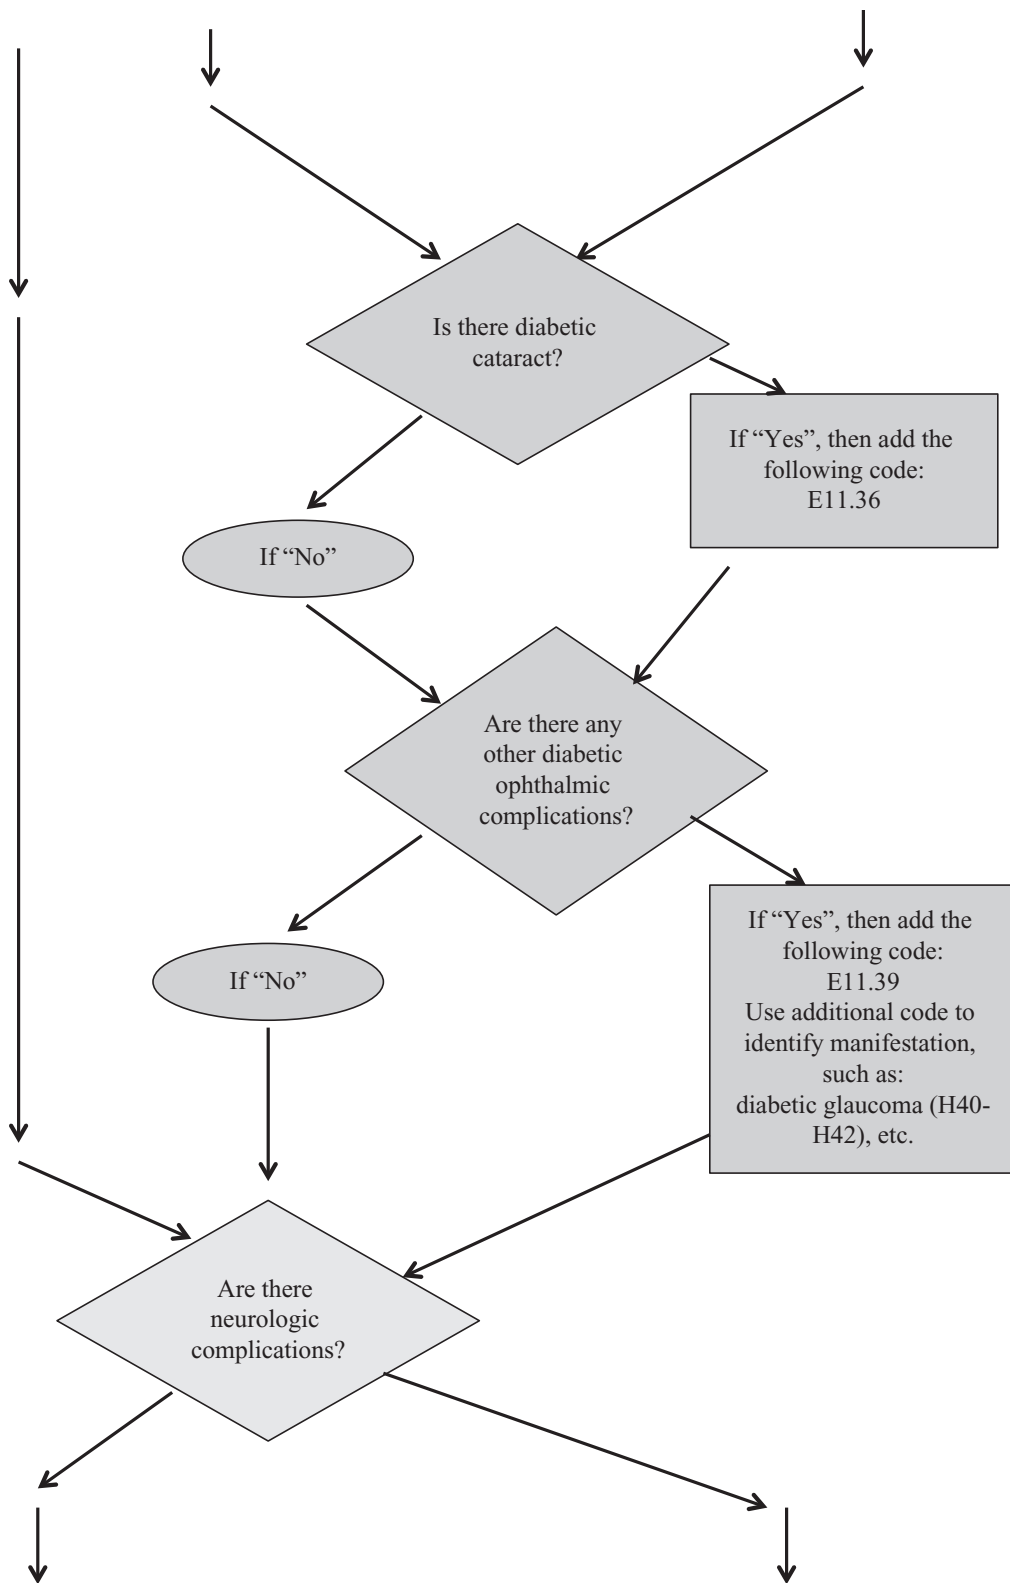 Is there diabetic
cataract?
If “Yes”, then add the
following code:
E11.36
If “No”
Are there any
other diabetic
ophthalmic
complications?
If “Yes”, then add the
following code:
E11.39
Use additional code to
identify manifestation,
such as:
diabetic glaucoma (H40-
H42), etc.
If “No”
Are there
neurologic
complications?